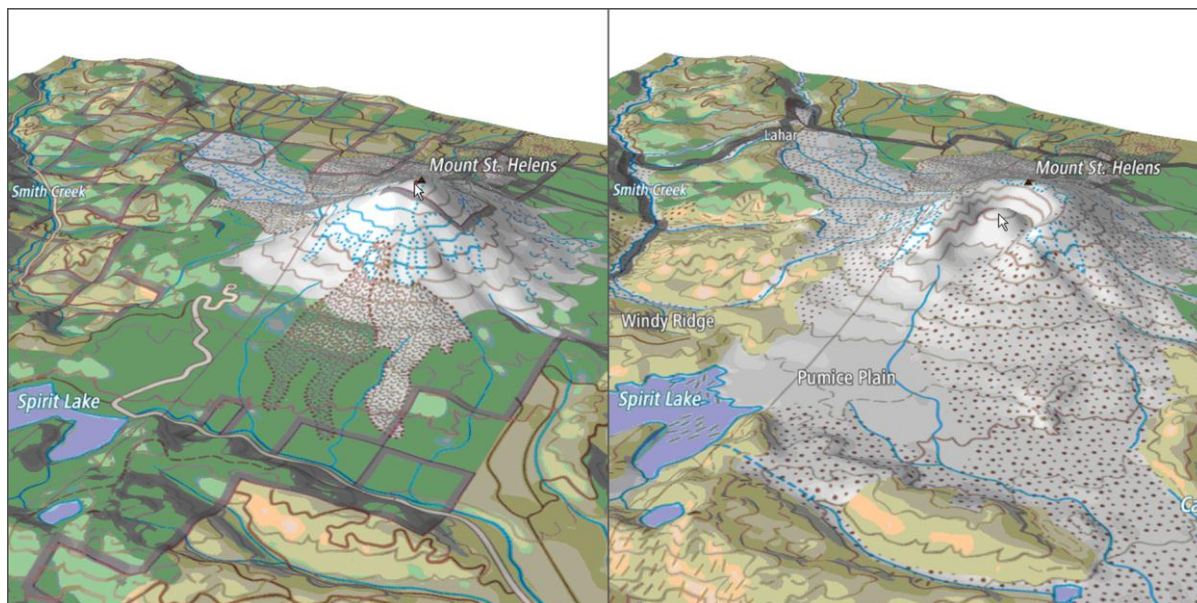 Mount St. Helens
Smith Creek
Spirit Lake
Lahar
Mount St. Helens
Smith Creek
Windy Ridge
Pumice Plain
Spirit Lake
Ca